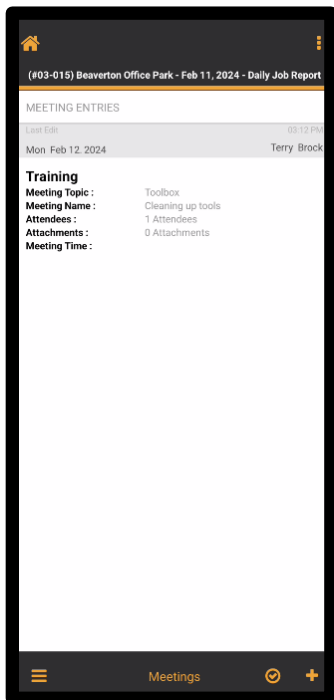 (#03-015) Beaverton Office Park - Feb 11, 2024 - Daily Job Report
MEETING ENTRIES
Last Edit 03:12 PM
Mon Feb 12. 2024 Terry Brock
Training
Meeting Topic : Toolbox
Meeting Name : Cleaning up tools
Attendees : 1 Attendees
Attachments : 0 Attachments
Meeting Time :
Meetings